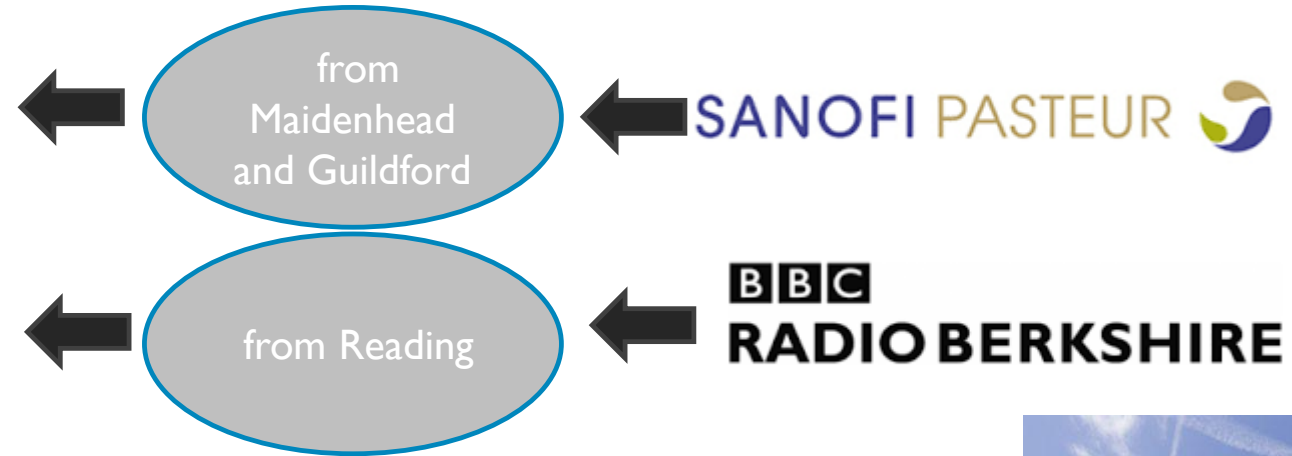 from
Maidenhead
and Guildford
SANOFI PASTEUR
from Reading
BBC
RADIO BERKSHIRE